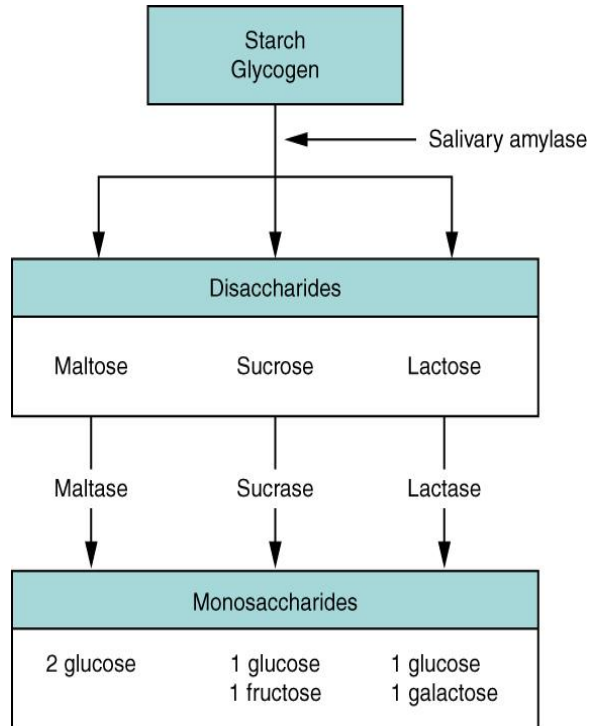 Starch
Glycogen
Salivary amylase
Disaccharides
Maltose Sucrose Lactose
Maltase Sucrase Lactase
Monosaccharides
2 glucose 1 glucose 1 glucose
1 fructose 1 galactose